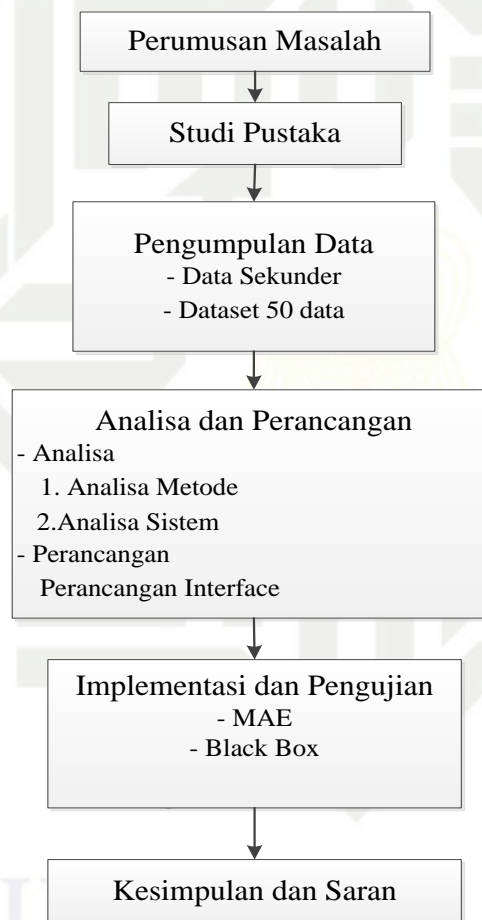 Perumusan Masalah
Studi Pustaka
Pengumpulan Data
- Data Sekunder
- Dataset 50 data
Analisa dan Perancangan
- Analisa
1. Analisa Metode
2.Analisa Sistem
- Perancangan
Perancangan Interface
Implementasi dan Pengujian
- MAE
- Black Box
Kesimpulan dan Saran